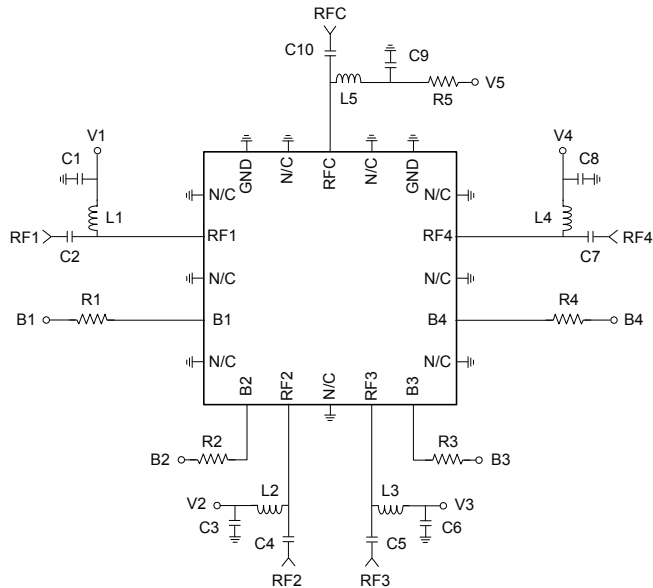 RFC
C10
C9
L5
R5
V5
V1
V4
C1
C8
GND
N/C
RFC
N/C
GND
N/C
N/C
L1
L4
RF1
C2
RF1
RF4
C7
RF4
N/C
N/C
R1
R4
B1
B1
B4
B4
N/C
N/C
B2
RF2
N/C
RF3
B3
R2
R3
B2
B3
L2
L3
V2
V3
C3
C6
C4
C5
RF2
RF3